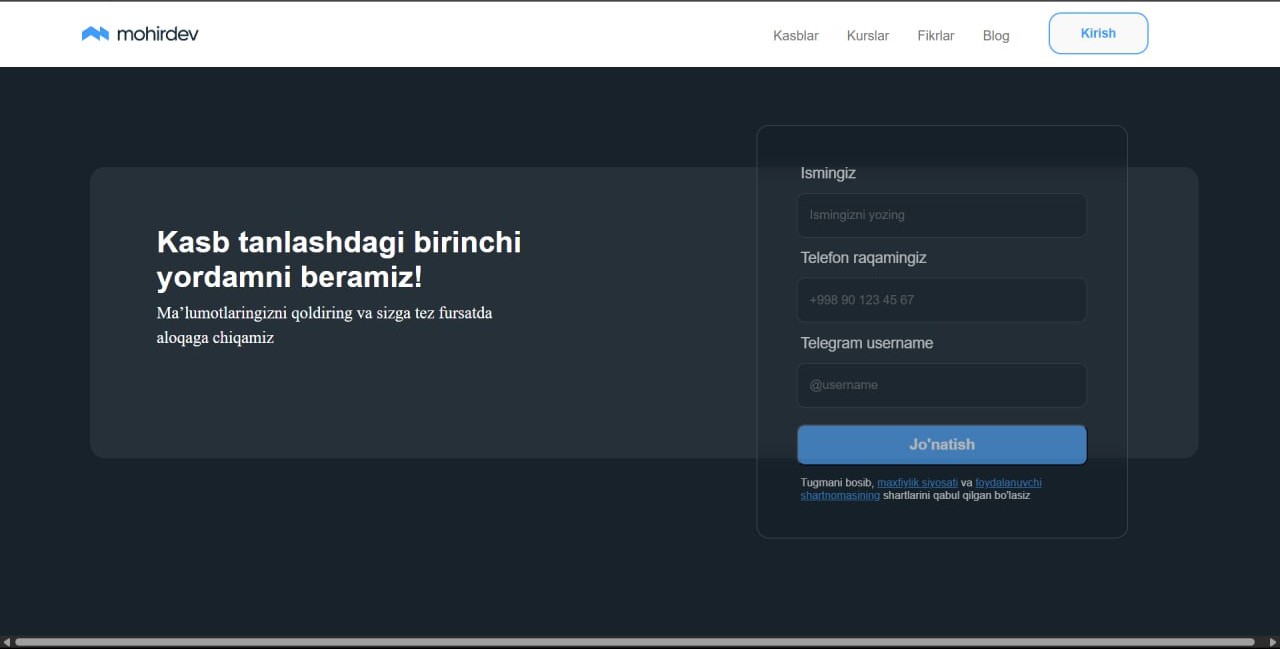 mohirdev
Kasblar
Kurslar
Fikrlar
Blog
Kirish
Kasb tanlashdagi birinchi
yordamni beramiz!
Ma’lumotlaringizni qoldiring va sizga tez fursatda
aloqaga chiqamiz
Ismingiz
Ismingizni yozing
Telefon raqamingiz
+998 90 123 45 67
Telegram username
@username
Jo'natish
Tugmani bosib, maxfiylik siyosati va foydalanuvchi
shartnomasining shartlarini qabul qilgan bo'lasiz